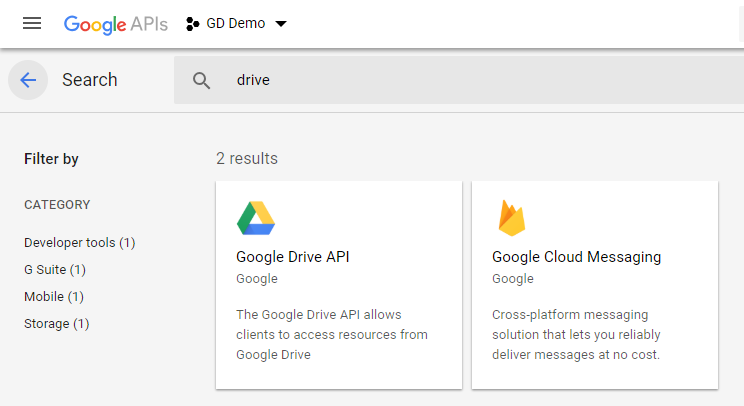 Google APIs GD Demo
Search drive
Filter by
2 results
CATEGORY
Developer tools (1)
G Suite (1)
Mobile (1)
Storage (1)
Google Drive API
Google
The Google Drive API allows
clients to access resources from
Google Drive
Google Cloud Messaging
Google
Cross-platform messaging
solution that lets you reliably
deliver messages at no cost.